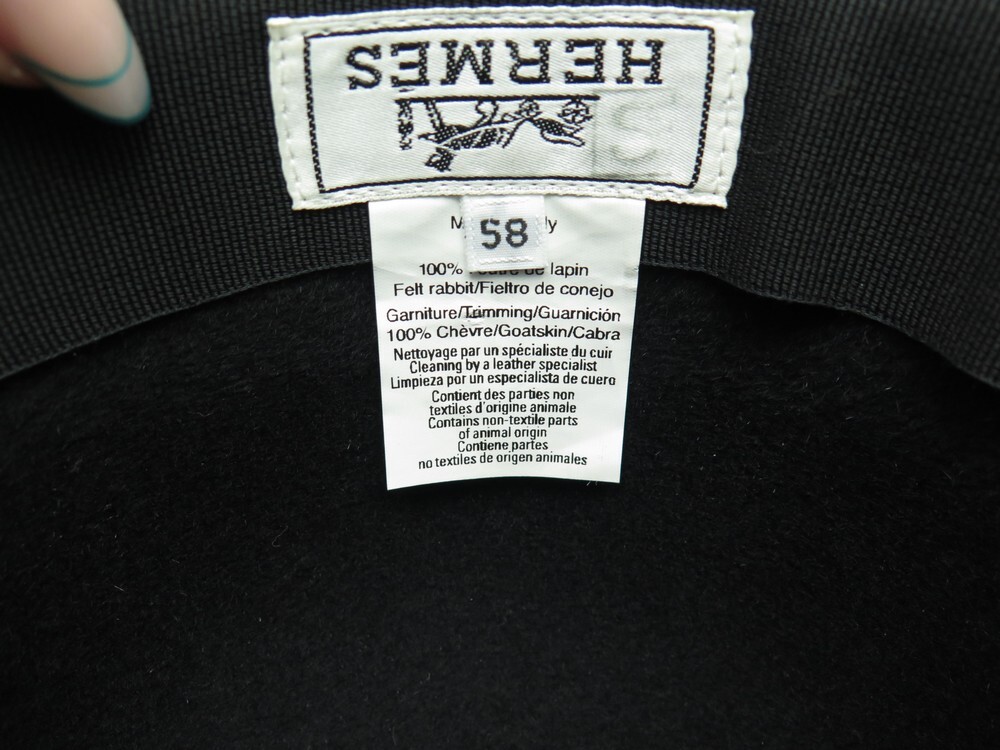 HERMES
S
58
100% lapin
Felt rabbit/Fieltro de conejo
Garniture/Trimming/Guarnición
100% Chèvre/Goatskin/Cabra
Nettoyage par un spécialiste du cuir
Cleaning by a leather specialist
Limpieza por un especialista de cuero
Contient des parties non
textiles d'origine animale
Contains non-textile parts
of animal origin
Contiene partes
no textiles de origen animales